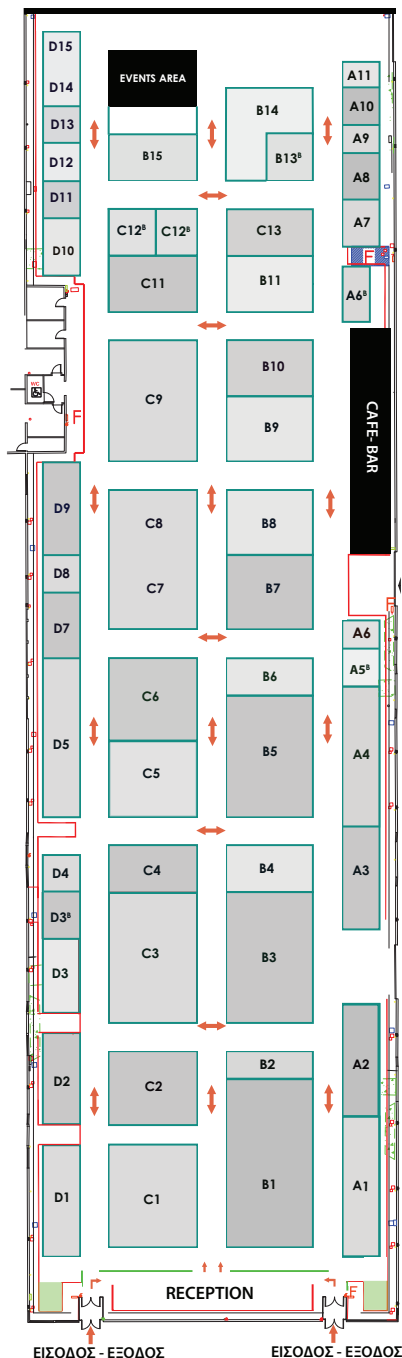 D15
EVENTS AREA
A11
D14
B14
A10
D13
A9
D12
B15
B13ᴮ
A8
D11
A7
C12ᴮ
C12ᴮ
C13
D10
F
C11
B11
A6ᴮ
B10
C9
WC
CAFE- BAR
F
B9
D9
C8
B8
D8
C7
B7
F
D7
A6
A5ᴮ
C6
B6
D5
B5
A4
C5
D4
C4
B4
A3
D3ᴮ
C3
B3
D3
B2
A2
D2
C2
D1
C1
B1
A1
RECEPTION
F
ΕΙΣΟΔΟΣ - ΕΞΟΔΟΣ
ΕΙΣΟΔΟΣ - ΕΞΟΔΟΣ